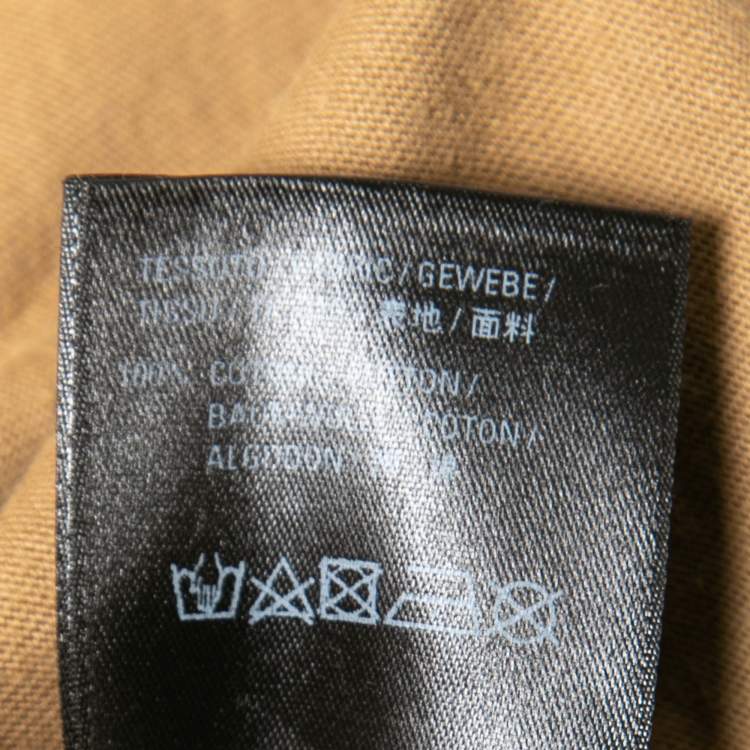 TESSUTO / FABRIC / GEWEBE /
TISSU / 表地 / 面料
100% COTONE / COTTON /
BAUMWOLLE / COTON /
ALGODON